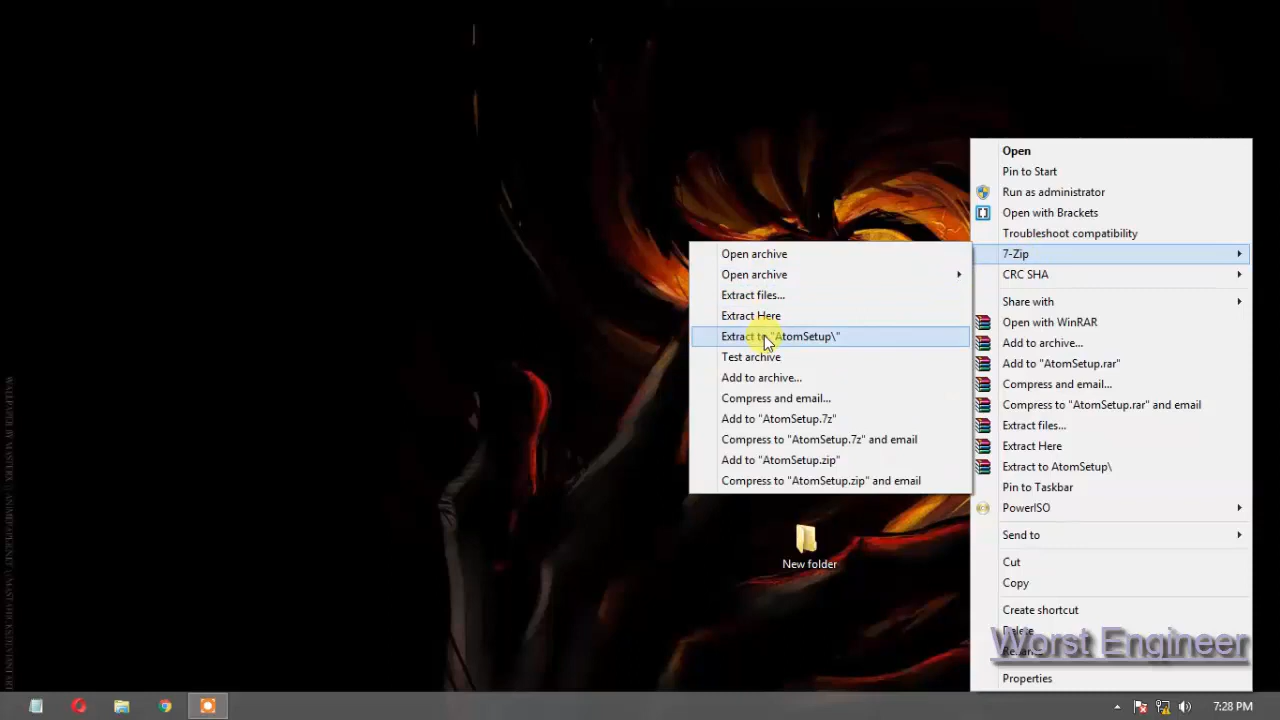 Open
Pin to Start
Run as administrator
Open with Brackets
Troubleshoot compatibility
7-Zip
CRC SHA
Share with
Open with WinRAR
Add to archive...
Add to "AtomSetup.rar"
Compress and email...
Compress to "AtomSetup.rar" and email
Extract files...
Extract Here
Extract to AtomSetup\
Pin to Taskbar
PowerISO
Send to
Cut
Copy
Create shortcut
Delete
Worst Engineer
Properties
Open archive
Open archive
Extract files...
Extract Here
Extract to "AtomSetup\"
Test archive
Add to archive...
Compress and email...
Add to "AtomSetup.7z"
Compress to "AtomSetup.7z" and email
Add to "AtomSetup.zip"
Compress to "AtomSetup.zip" and email
New folder
7:28 PM